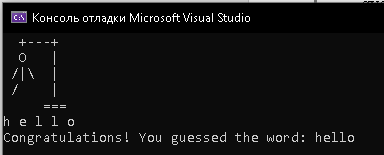 Консоль отладки Microsoft Visual Studio
  +---+
  O   |
 /|\  |
 /    |
     ===
h e l l o
Congratulations! You guessed the word: hello